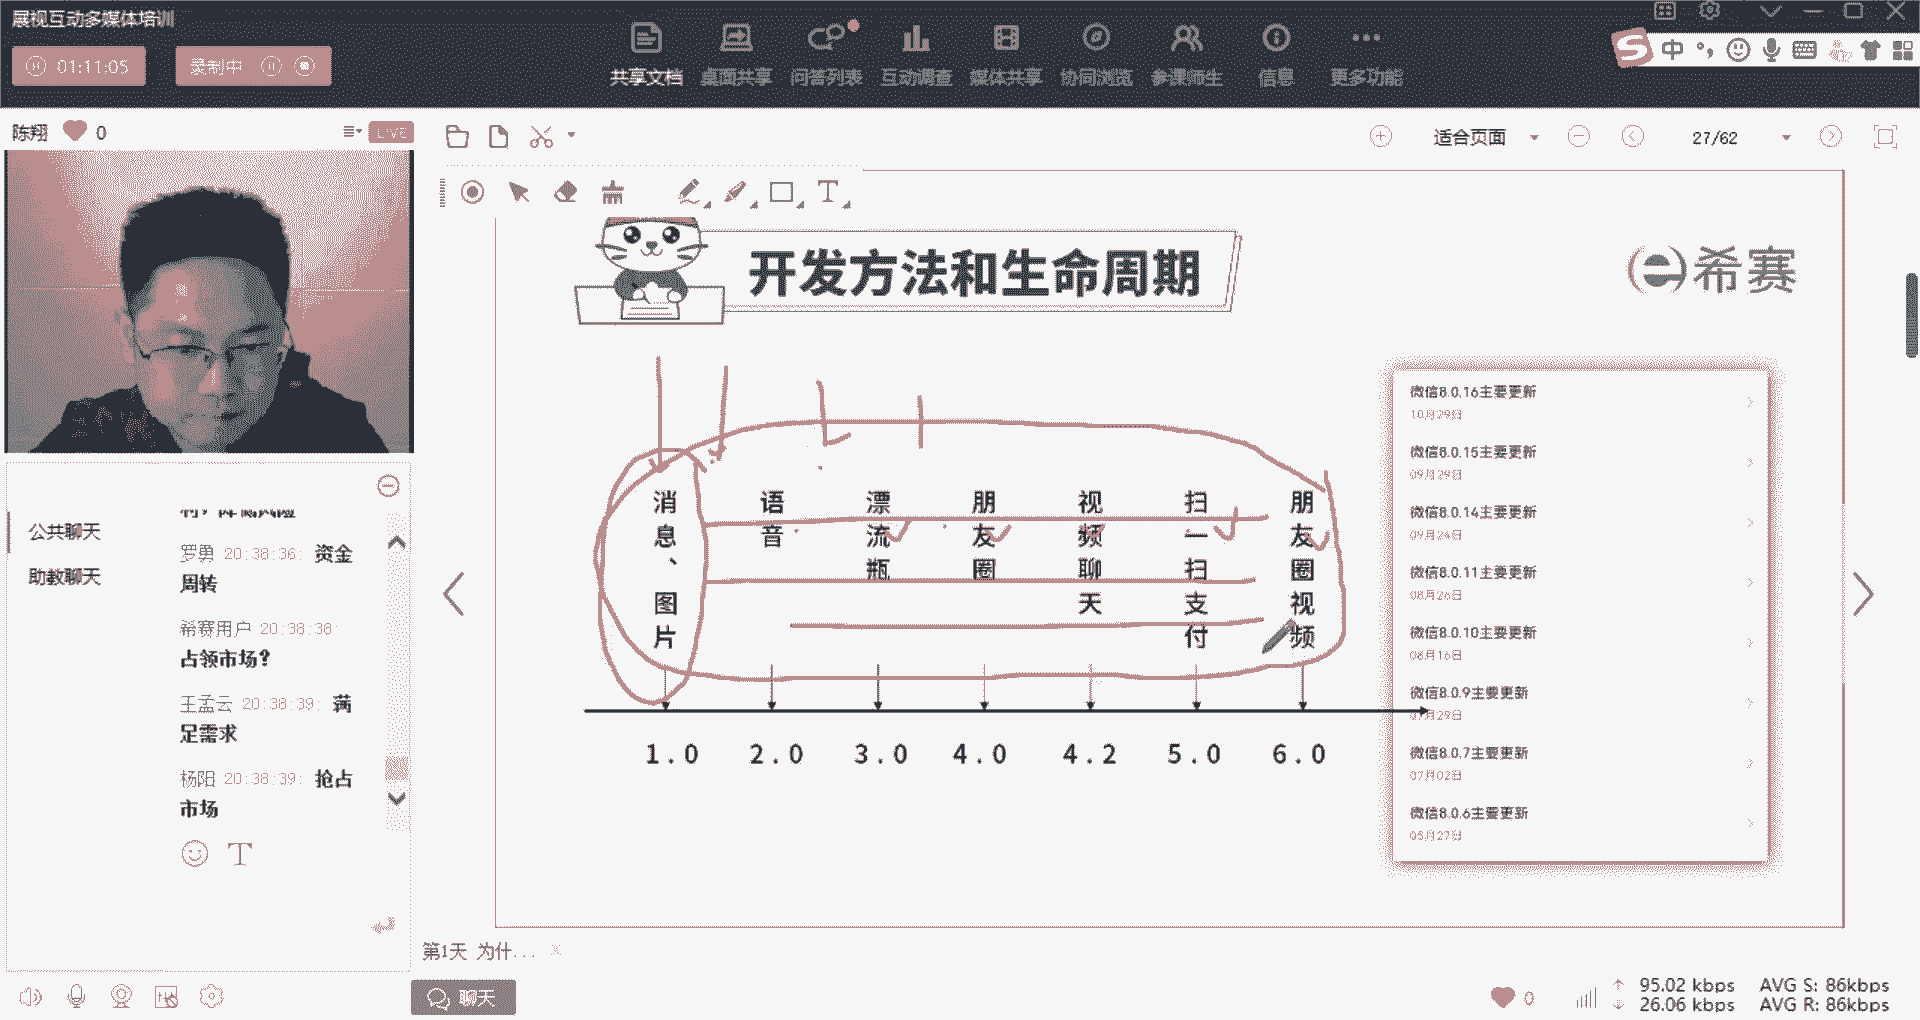 展视互动多媒体培训
01:11:05
录制中
共享文档
桌面共享
问答列表
互动调查
媒体共享
协同浏览
参课师生
信息
更多功能
中
陈翔
0
LIVE
适合页面
27/62
T
开发方法和生命周期
希赛
公共聊天
助教聊天
罗勇 20:38:36: 资金
周转
希赛用户 20:38:38:
占领市场?
王孟云 20:38:39: 满
足需求
杨阳 20:38:39: 抢占
市场
T
消息、图片
语音
漂流瓶
朋友圈
视频聊天
扫一扫支付
朋友圈视频
1.0
2.0
3.0
4.0
4.2
5.0
6.0
微信8.0.16主要更新
10月29日
微信8.0.15主要更新
09月29日
微信8.0.14主要更新
09月24日
微信8.0.11主要更新
08月26日
微信8.0.10主要更新
08月16日
微信8.0.9主要更新
07月29日
微信8.0.7主要更新
07月02日
微信8.0.6主要更新
05月27日
第1天 为什...
聊天
0
95.02 kbps
AVG S: 86kbps
26.06 kbps
AVG R: 86kbps